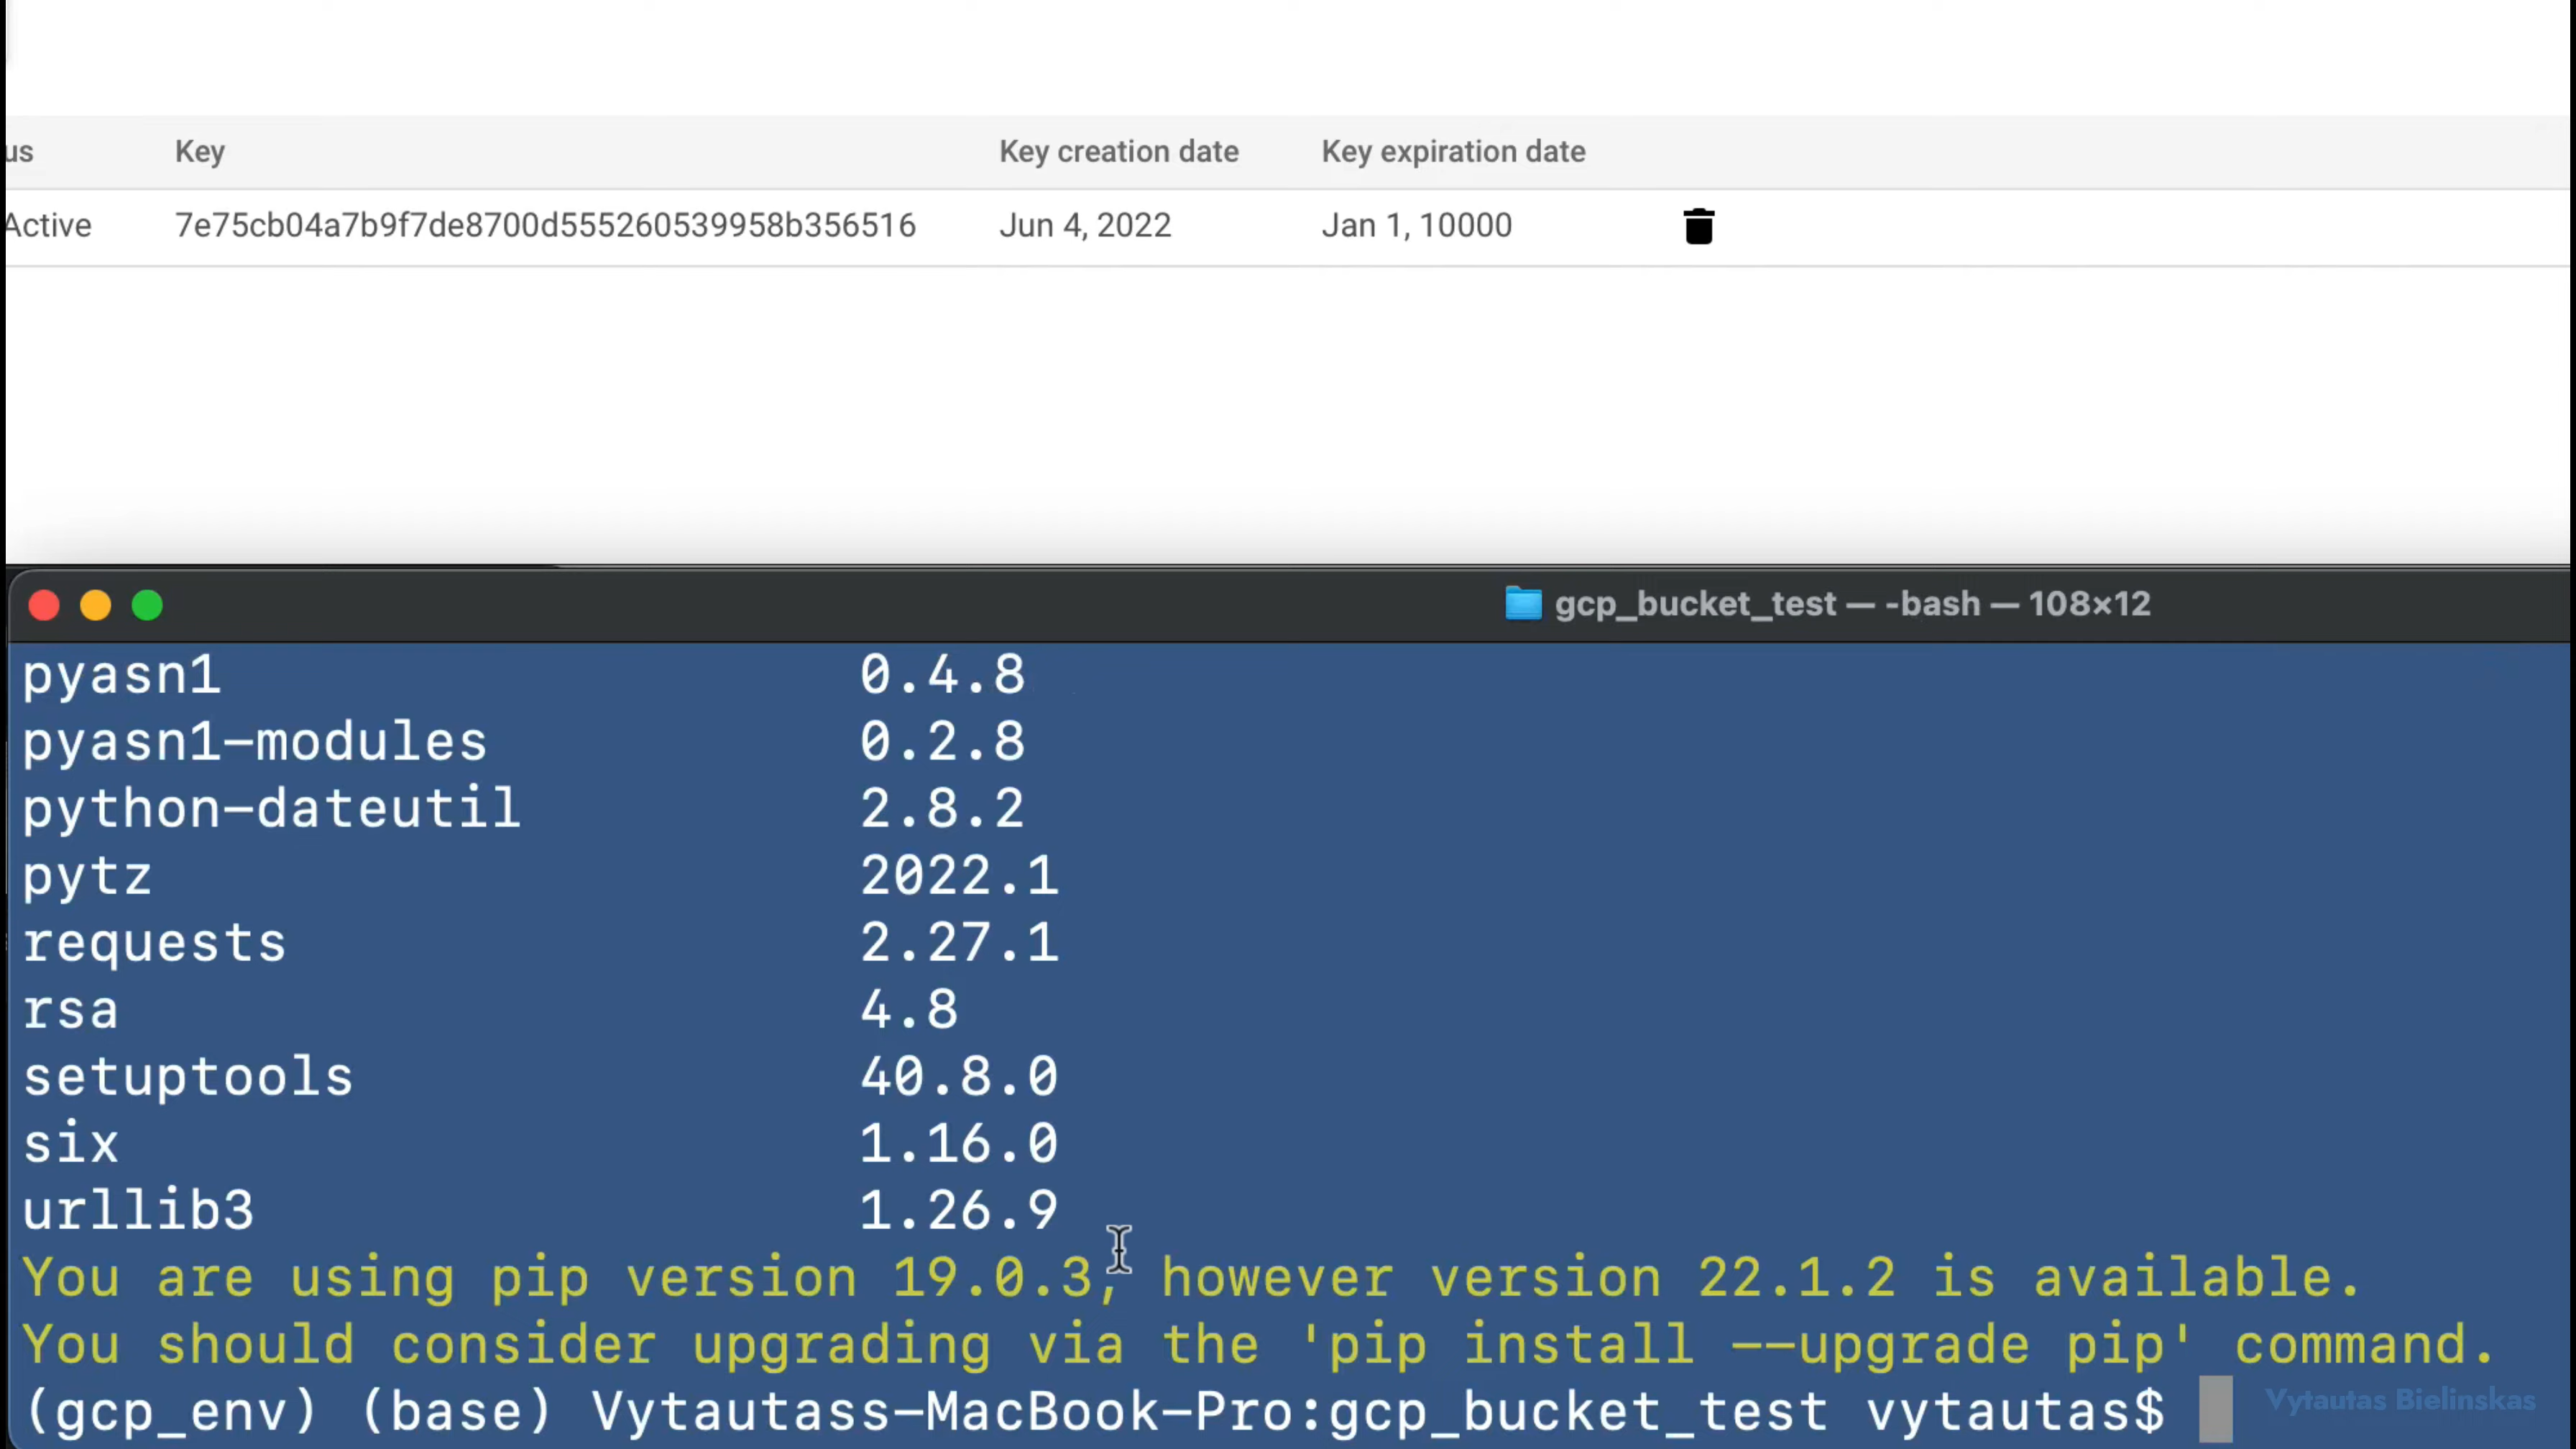 us Key Key creation date Key expiration date
Active 7e75cb04a7b9f7de8700d555260539958b356516 Jun 4, 2022 Jan 1, 10000
gcp_bucket_test — -bash — 108×12
pyasn1 0.4.8
pyasn1-modules 0.2.8
python-dateutil 2.8.2
pytz 2022.1
requests 2.27.1
rsa 4.8
setuptools 40.8.0
six 1.16.0
urllib3 1.26.9
You are using pip version 19.0.3, however version 22.1.2 is available.
You should consider upgrading via the 'pip install --upgrade pip' command.
(gcp_env) (base) Vytautass-MacBook-Pro:gcp_bucket_test vytautas$
Vytautas Bielinskas